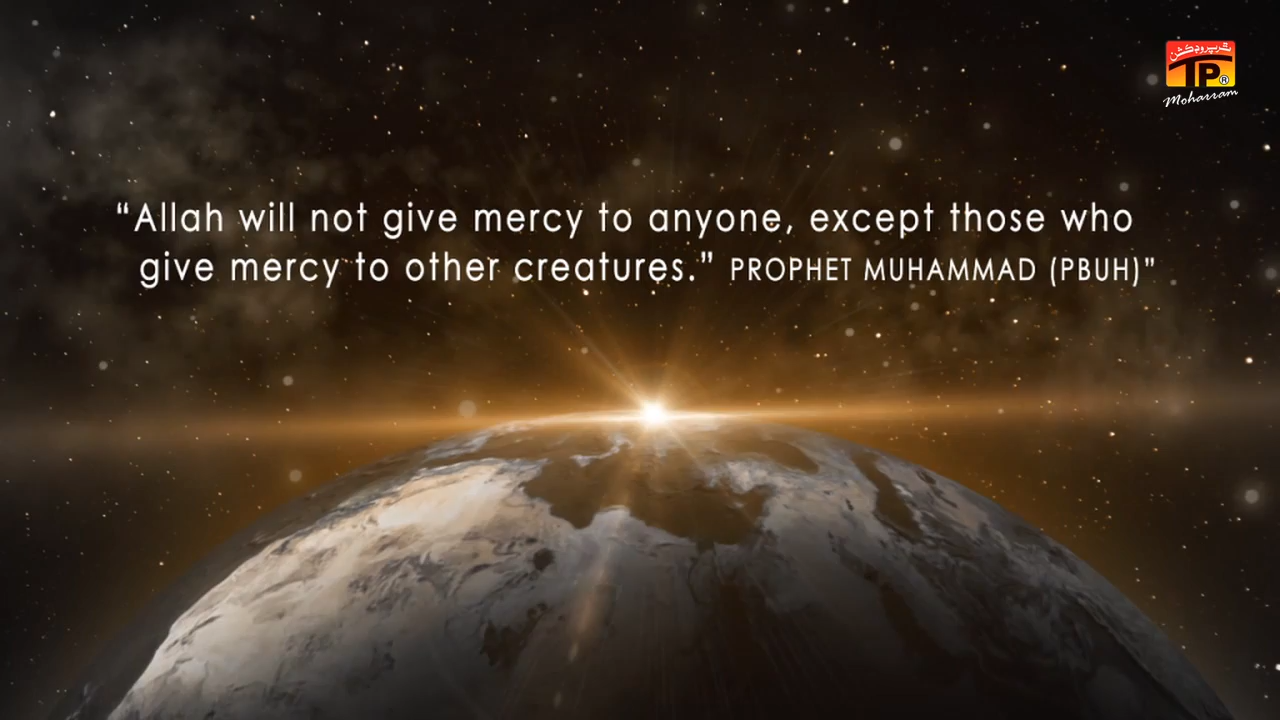 تھرپروڊڪشن
TP®
Moharram
“Allah will not give mercy to anyone, except those who
give mercy to other creatures.” PROPHET MUHAMMAD (PBUH)”